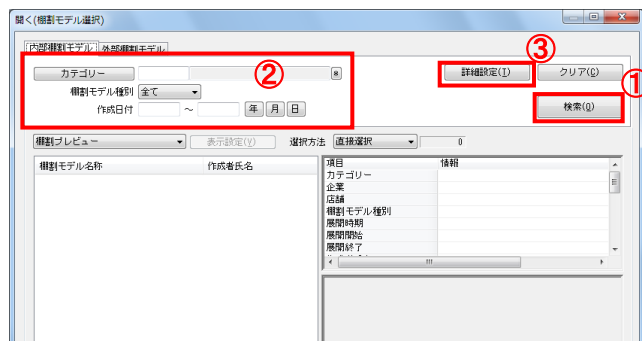 開く(棚割モデル選択)
内部棚割モデル 外部棚割モデル
③
カテゴリー ② 詳細設定(I) クリア(C) ①
棚割モデル種別 全て
検索(Q)
作成日付 ～ 年 月 日
棚割プレビュー 表示設定(V) 選択方法 直接選択 0
棚割モデル名称 作成者氏名
項目 情報
カテゴリー
企業
店舗
棚割モデル種別
展開時期
展開開始
展開終了